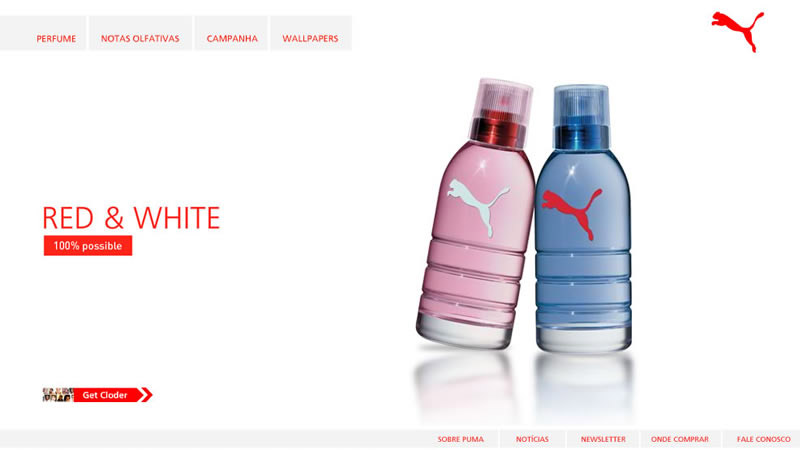 PERFUME NOTAS OLFATIVAS CAMPANHA WALLPAPERS
RED & WHITE
100% possible
Get Cloder
SOBRE PUMA NOTÍCIAS NEWSLETTER ONDE COMPRAR FALE CONOSCO